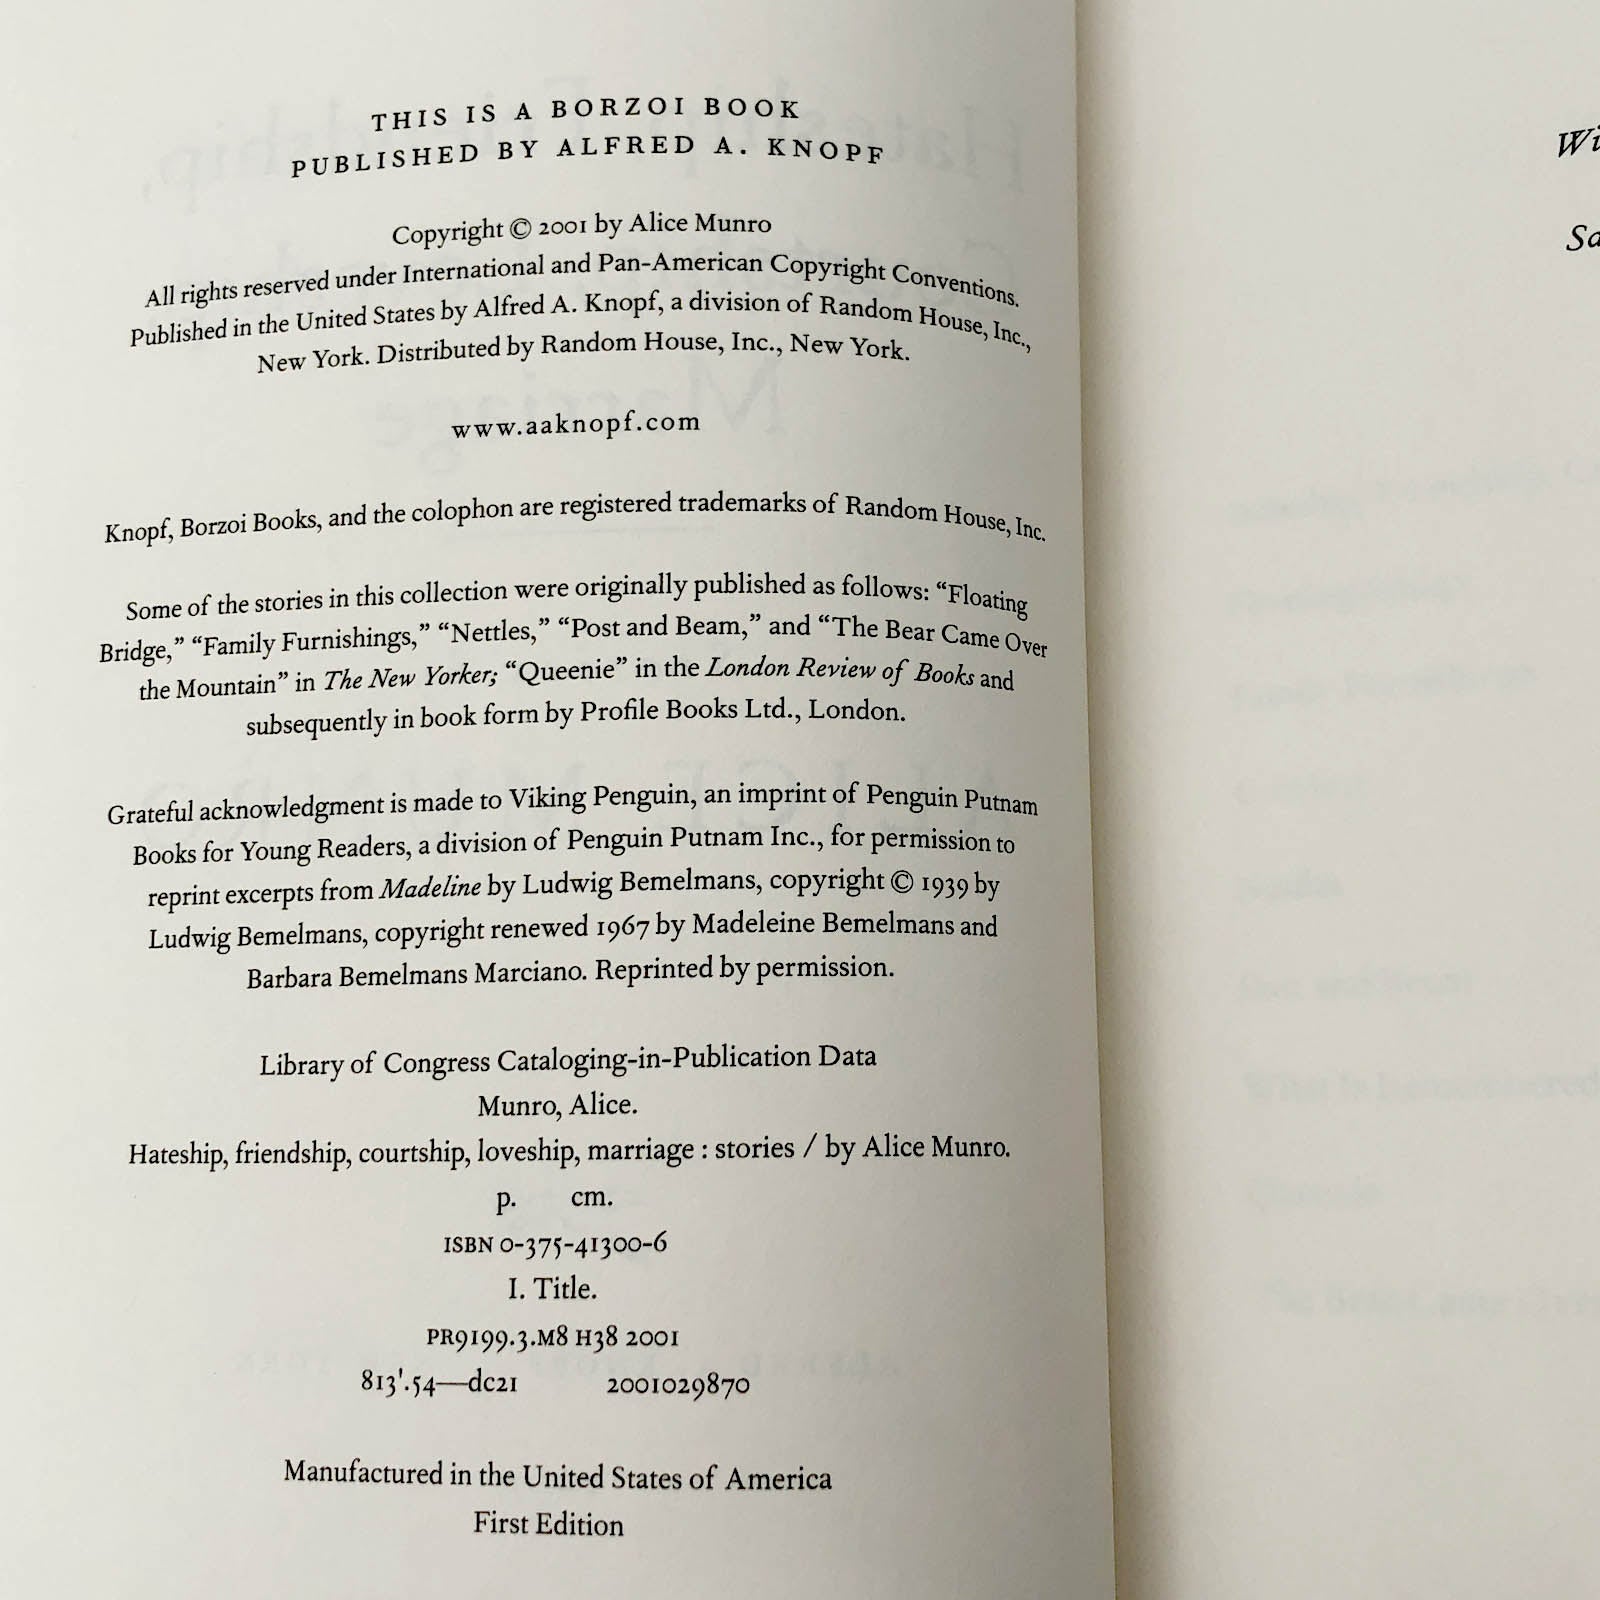 THIS IS A BORZOI BOOK
PUBLISHED BY ALFRED A. KNOPF
Copyright © 2001 by Alice Munro
All rights reserved under International and Pan-American Copyright Conventions.
Published in the United States by Alfred A. Knopf, a division of Random House, Inc.,
New York. Distributed by Random House, Inc., New York.
www.aaknopf.com
Knopf, Borzoi Books, and the colophon are registered trademarks of Random House, Inc.
Some of the stories in this collection were originally published as follows: “Floating
Bridge,” “Family Furnishings,” “Nettles,” “Post and Beam,” and “The Bear Came Over
the Mountain” in The New Yorker; “Queenie” in the London Review of Books and
subsequently in book form by Profile Books Ltd., London.
Grateful acknowledgment is made to Viking Penguin, an imprint of Penguin Putnam
Books for Young Readers, a division of Penguin Putnam Inc., for permission to
reprint excerpts from Madeline by Ludwig Bemelmans, copyright © 1939 by
Ludwig Bemelmans, copyright renewed 1967 by Madeleine Bemelmans and
Barbara Bemelmans Marciano. Reprinted by permission.
Library of Congress Cataloging-in-Publication Data
Munro, Alice.
Hateship, friendship, courtship, loveship, marriage : stories / by Alice Munro.
p. cm.
ISBN 0-375-41300-6
I. Title.
PR9199.3.M8 H38 2001
813'.54—dc21 2001029870
Manufactured in the United States of America
First Edition